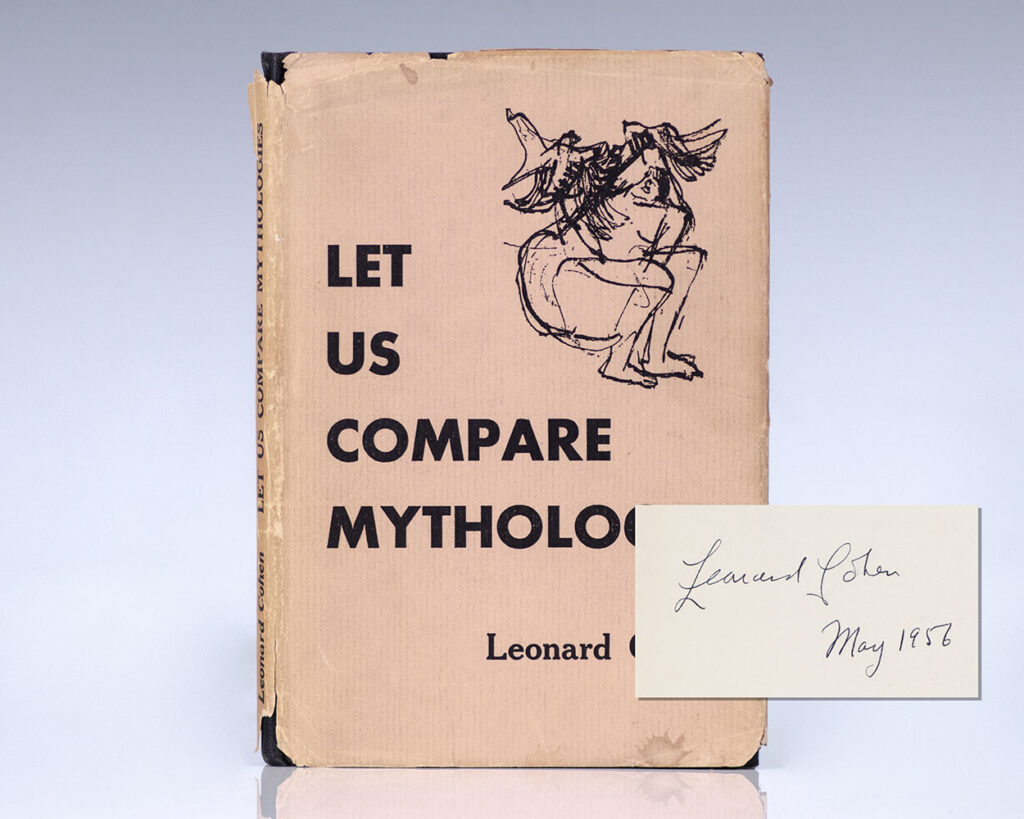 LET
US
COMPARE
MYTHOLOG
Leonard C
Leonard Cohen LET US COMPARE MYTHOLOGIES
Leonard Cohen
May 1956